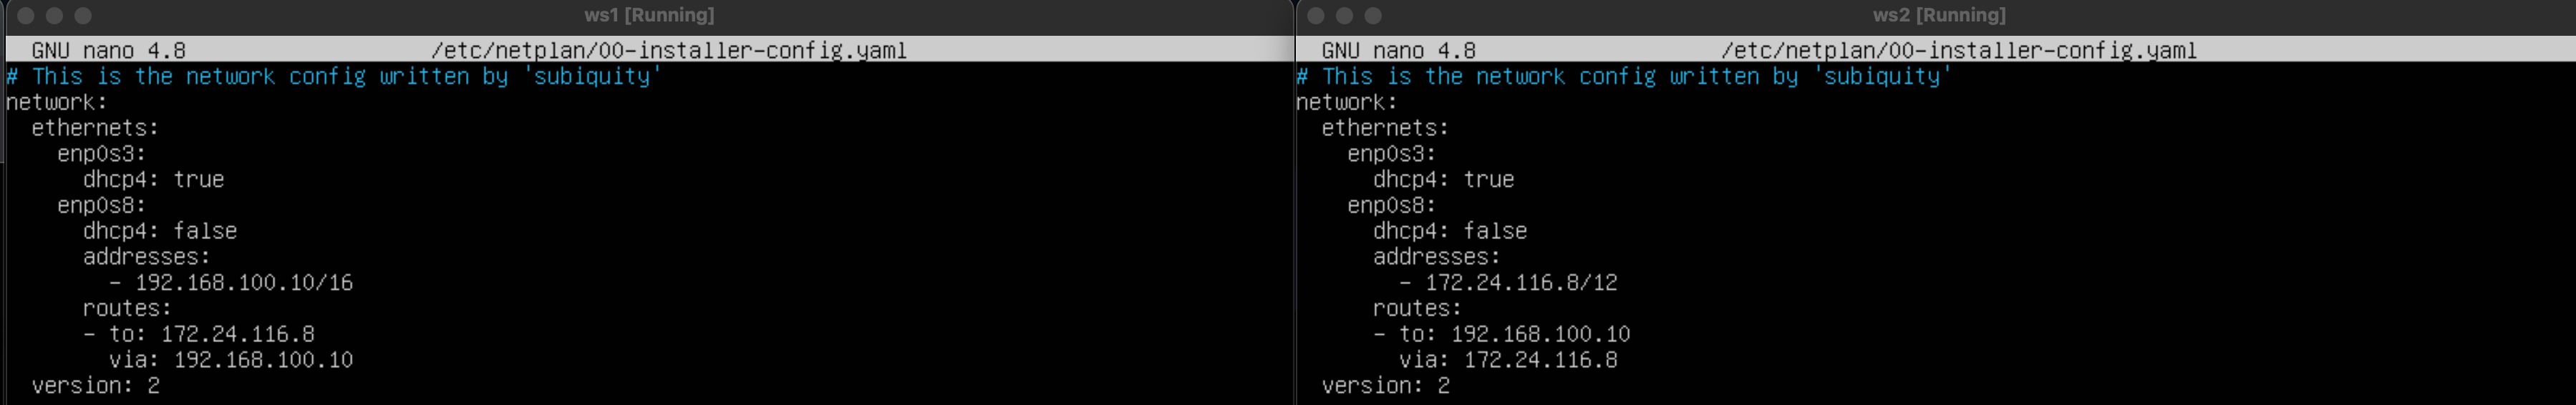 ws1 [Running]
GNU nano 4.8 /etc/netplan/00-installer-config.yaml
# This is the network config written by 'subiquity'
network:
  ethernets:
    enp0s3:
      dhcp4: true
    enp0s8:
      dhcp4: false
      addresses:
        - 192.168.100.10/16
      routes:
      - to: 172.24.116.8
        via: 192.168.100.10
  version: 2
ws2 [Running]
GNU nano 4.8 /etc/netplan/00-installer-config.yaml
# This is the network config written by 'subiquity'
network:
  ethernets:
    enp0s3:
      dhcp4: true
    enp0s8:
      dhcp4: false
      addresses:
        - 172.24.116.8/12
      routes:
      - to: 192.168.100.10
        via: 172.24.116.8
  version: 2